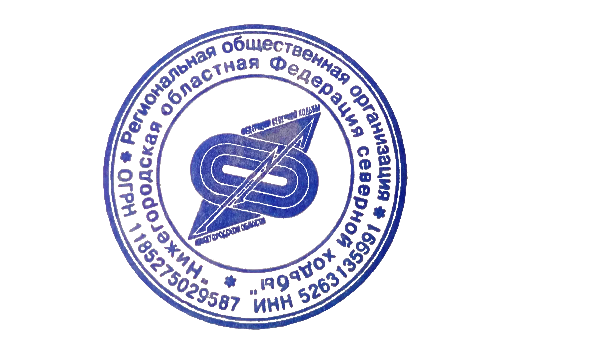 * Региональная общественная организация *
ОГРН 1185275029587 ИНН 5263135991
"Нижегородская областная Федерация северной ходьбы" *